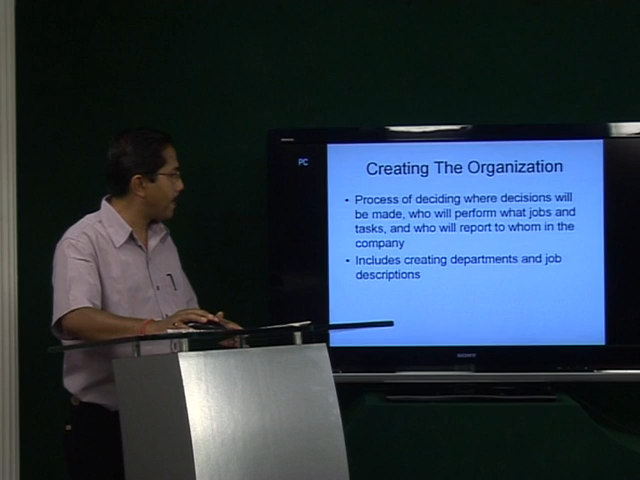 PC
Creating The Organization
• Process of deciding where decisions will
be made, who will perform what jobs and
tasks, and who will report to whom in the
company
• Includes creating departments and job
descriptions
SONY